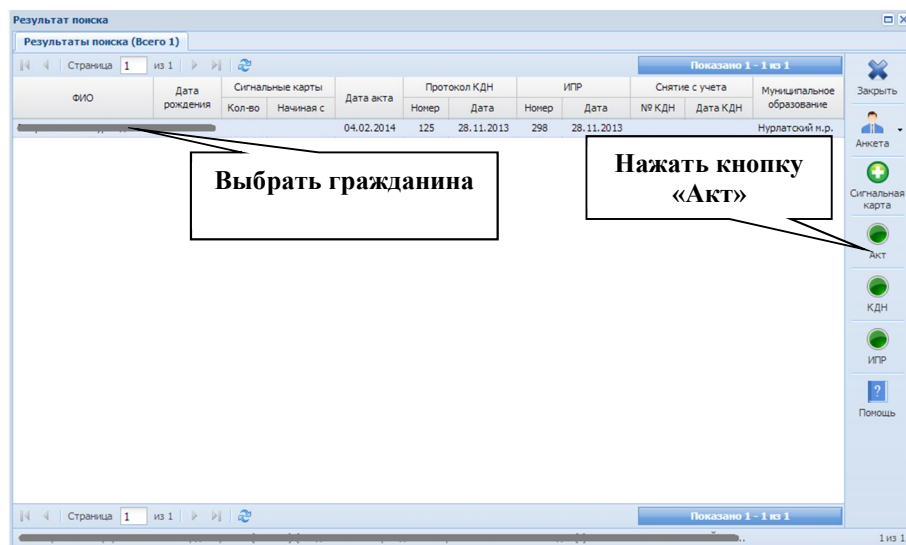 Результат поиска
Результаты поиска (Всего 1)
Страница 1 из 1
Показано 1 - 1 из 1
ФИО
Дата рождения
Сигнальные карты
Кол-во
Начиная с
Дата акта
Протокол КДН
Номер
Дата
ИПР
Номер
Дата
Снятие с учета
№ КДН
Дата КДН
Муниципальное образование
04.02.2014 125 28.11.2013 298 28.11.2013 Нурлатский м.р.
Выбрать гражданина
Нажать кнопку
«Акт»
Закрыть
Анкета
Сигнальная
карта
Акт
КДН
ИПР
Помощь
Страница 1 из 1
Показано 1 - 1 из 1
1 из 1